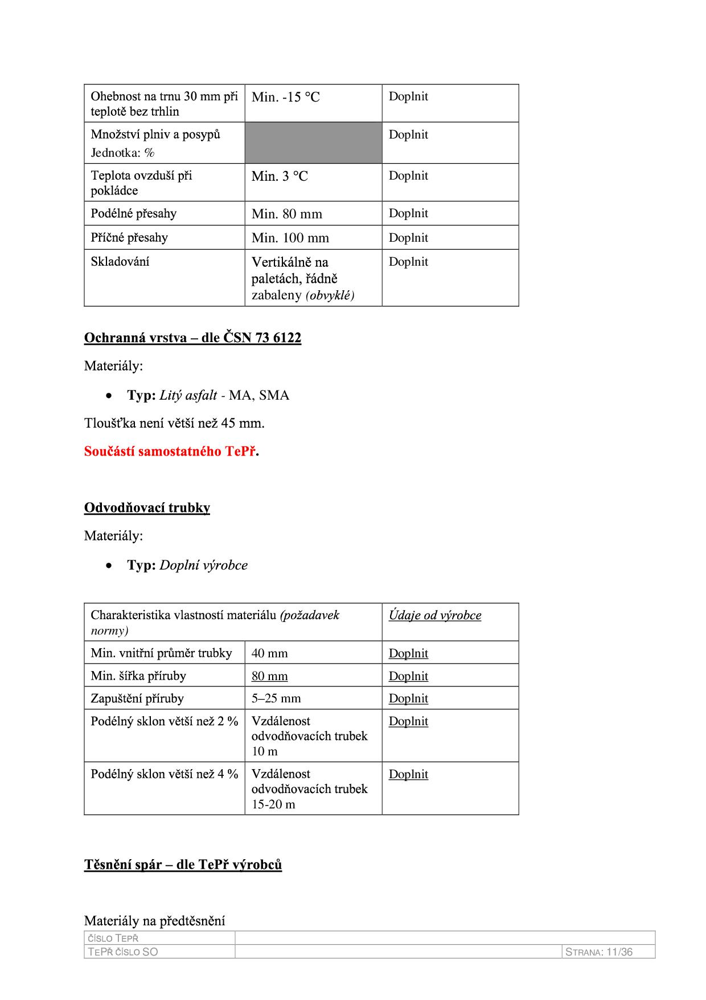 Ohebnost na trnu 30 mm při
teplotě bez trhlin
Min. -15 °C
Doplnit
Množství plniv a posypů
Jednotka: %
Doplnit
Teplota ovzduší při
pokládce
Min. 3 °C
Doplnit
Podélné přesahy
Min. 80 mm
Doplnit
Příčné přesahy
Min. 100 mm
Doplnit
Skladování
Vertikálně na
paletách, řádně
zabaleny (obvyklé)
Doplnit
Ochranná vrstva – dle ČSN 73 6122
Materiály:
• Typ: Litý asfalt - MA, SMA
Tloušťka není větší než 45 mm.
Součástí samostatného TePř.
Odvodňovací trubky
Materiály:
• Typ: Doplní výrobce
Charakteristika vlastností materiálu (požadavek
normy)
Údaje od výrobce
Min. vnitřní průměr trubky
40 mm
Doplnit
Min. šířka příruby
80 mm
Doplnit
Zapuštění příruby
5–25 mm
Doplnit
Podélný sklon větší než 2 %
Vzdálenost
odvodňovacích trubek
10 m
Doplnit
Podélný sklon větší než 4 %
Vzdálenost
odvodňovacích trubek
15-20 m
Doplnit
Těsnění spár – dle TePř výrobců
Materiály na předtěsnění
ČÍSLO TEPŘ
TEPŘ ČÍSLO SO
STRANA: 11/36